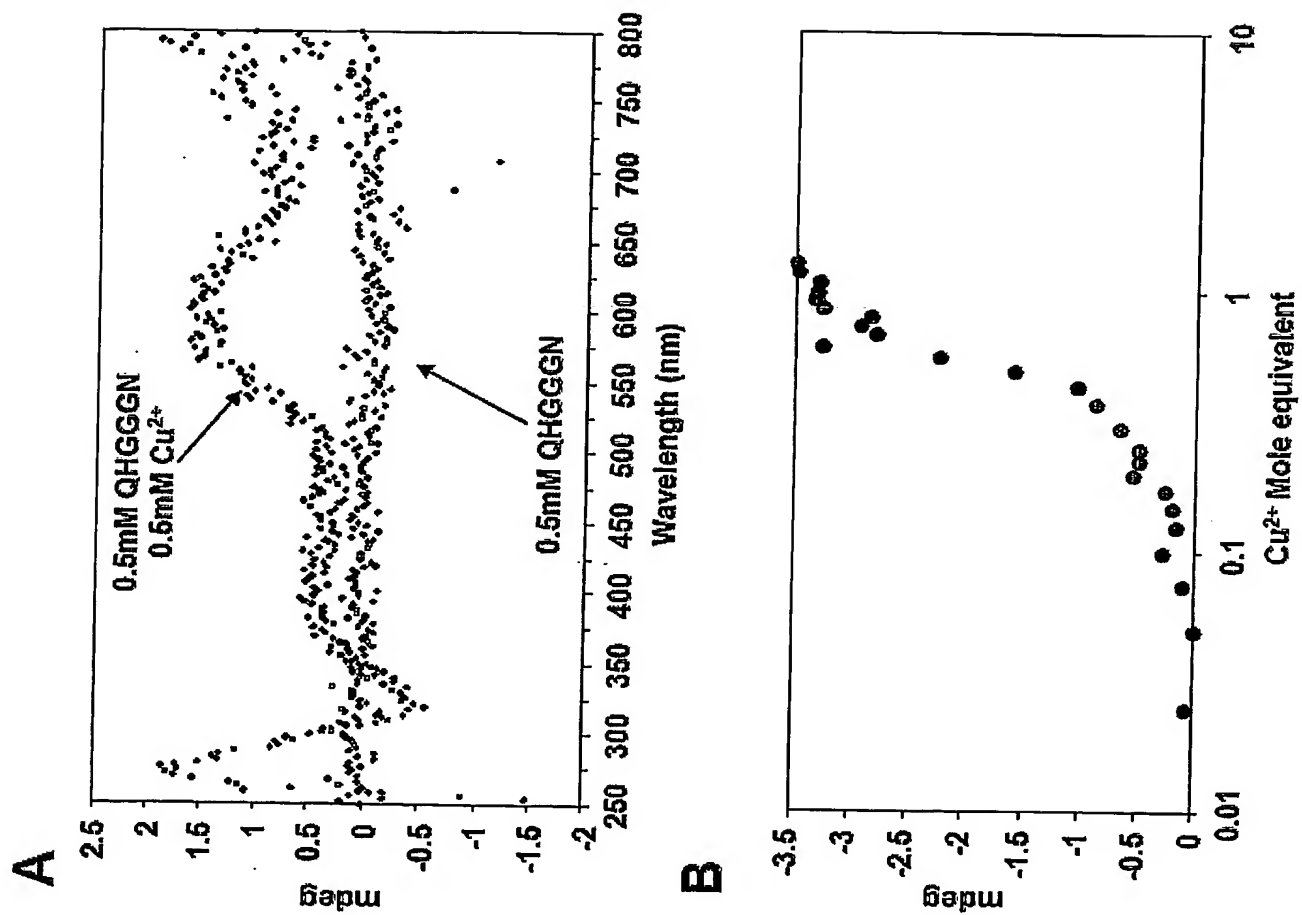 A
2.5
2
1.5
1
0.5
0
-0.5
-1
-1.5
-2
mdeg
0.5mM QHGGGN
0.5mM Cu²⁺
0.5mM QHGGGN
250 300 350 400 450 500 550 600 650 700 750 800
Wavelength (nm)
B
-3.5
-3
-2.5
-2
-1.5
-1
-0.5
0
mdeg
0.01 0.1 1 10
Cu²⁺ Mole equivalent